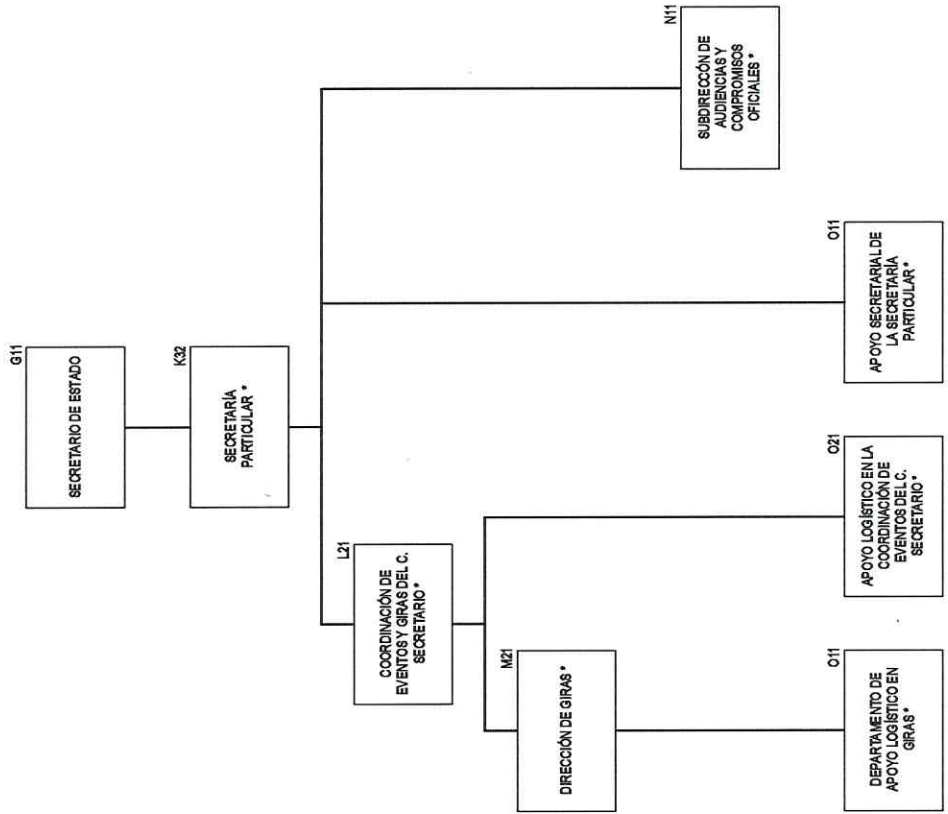 G11
SECRETARIO DE ESTADO
K32
SECRETARÍA
PARTICULAR *
L21
COORDINACIÓN DE
EVENTOS Y GIRAS DEL C.
SECRETARIO *
M21
DIRECCIÓN DE GIRAS *
O11
DEPARTAMENTO DE
APOYO LOGÍSTICO EN
GIRAS *
O21
APOYO LOGÍSTICO EN LA
COORDINACIÓN DE
EVENTOS DEL C.
SECRETARIO *
O11
APOYO SECRETARIAL DE
LA SECRETARÍA
PARTICULAR *
N11
SUBDIRECCÓN DE
AUDIENCIAS Y
COMPROMISOS
OFICIALES *